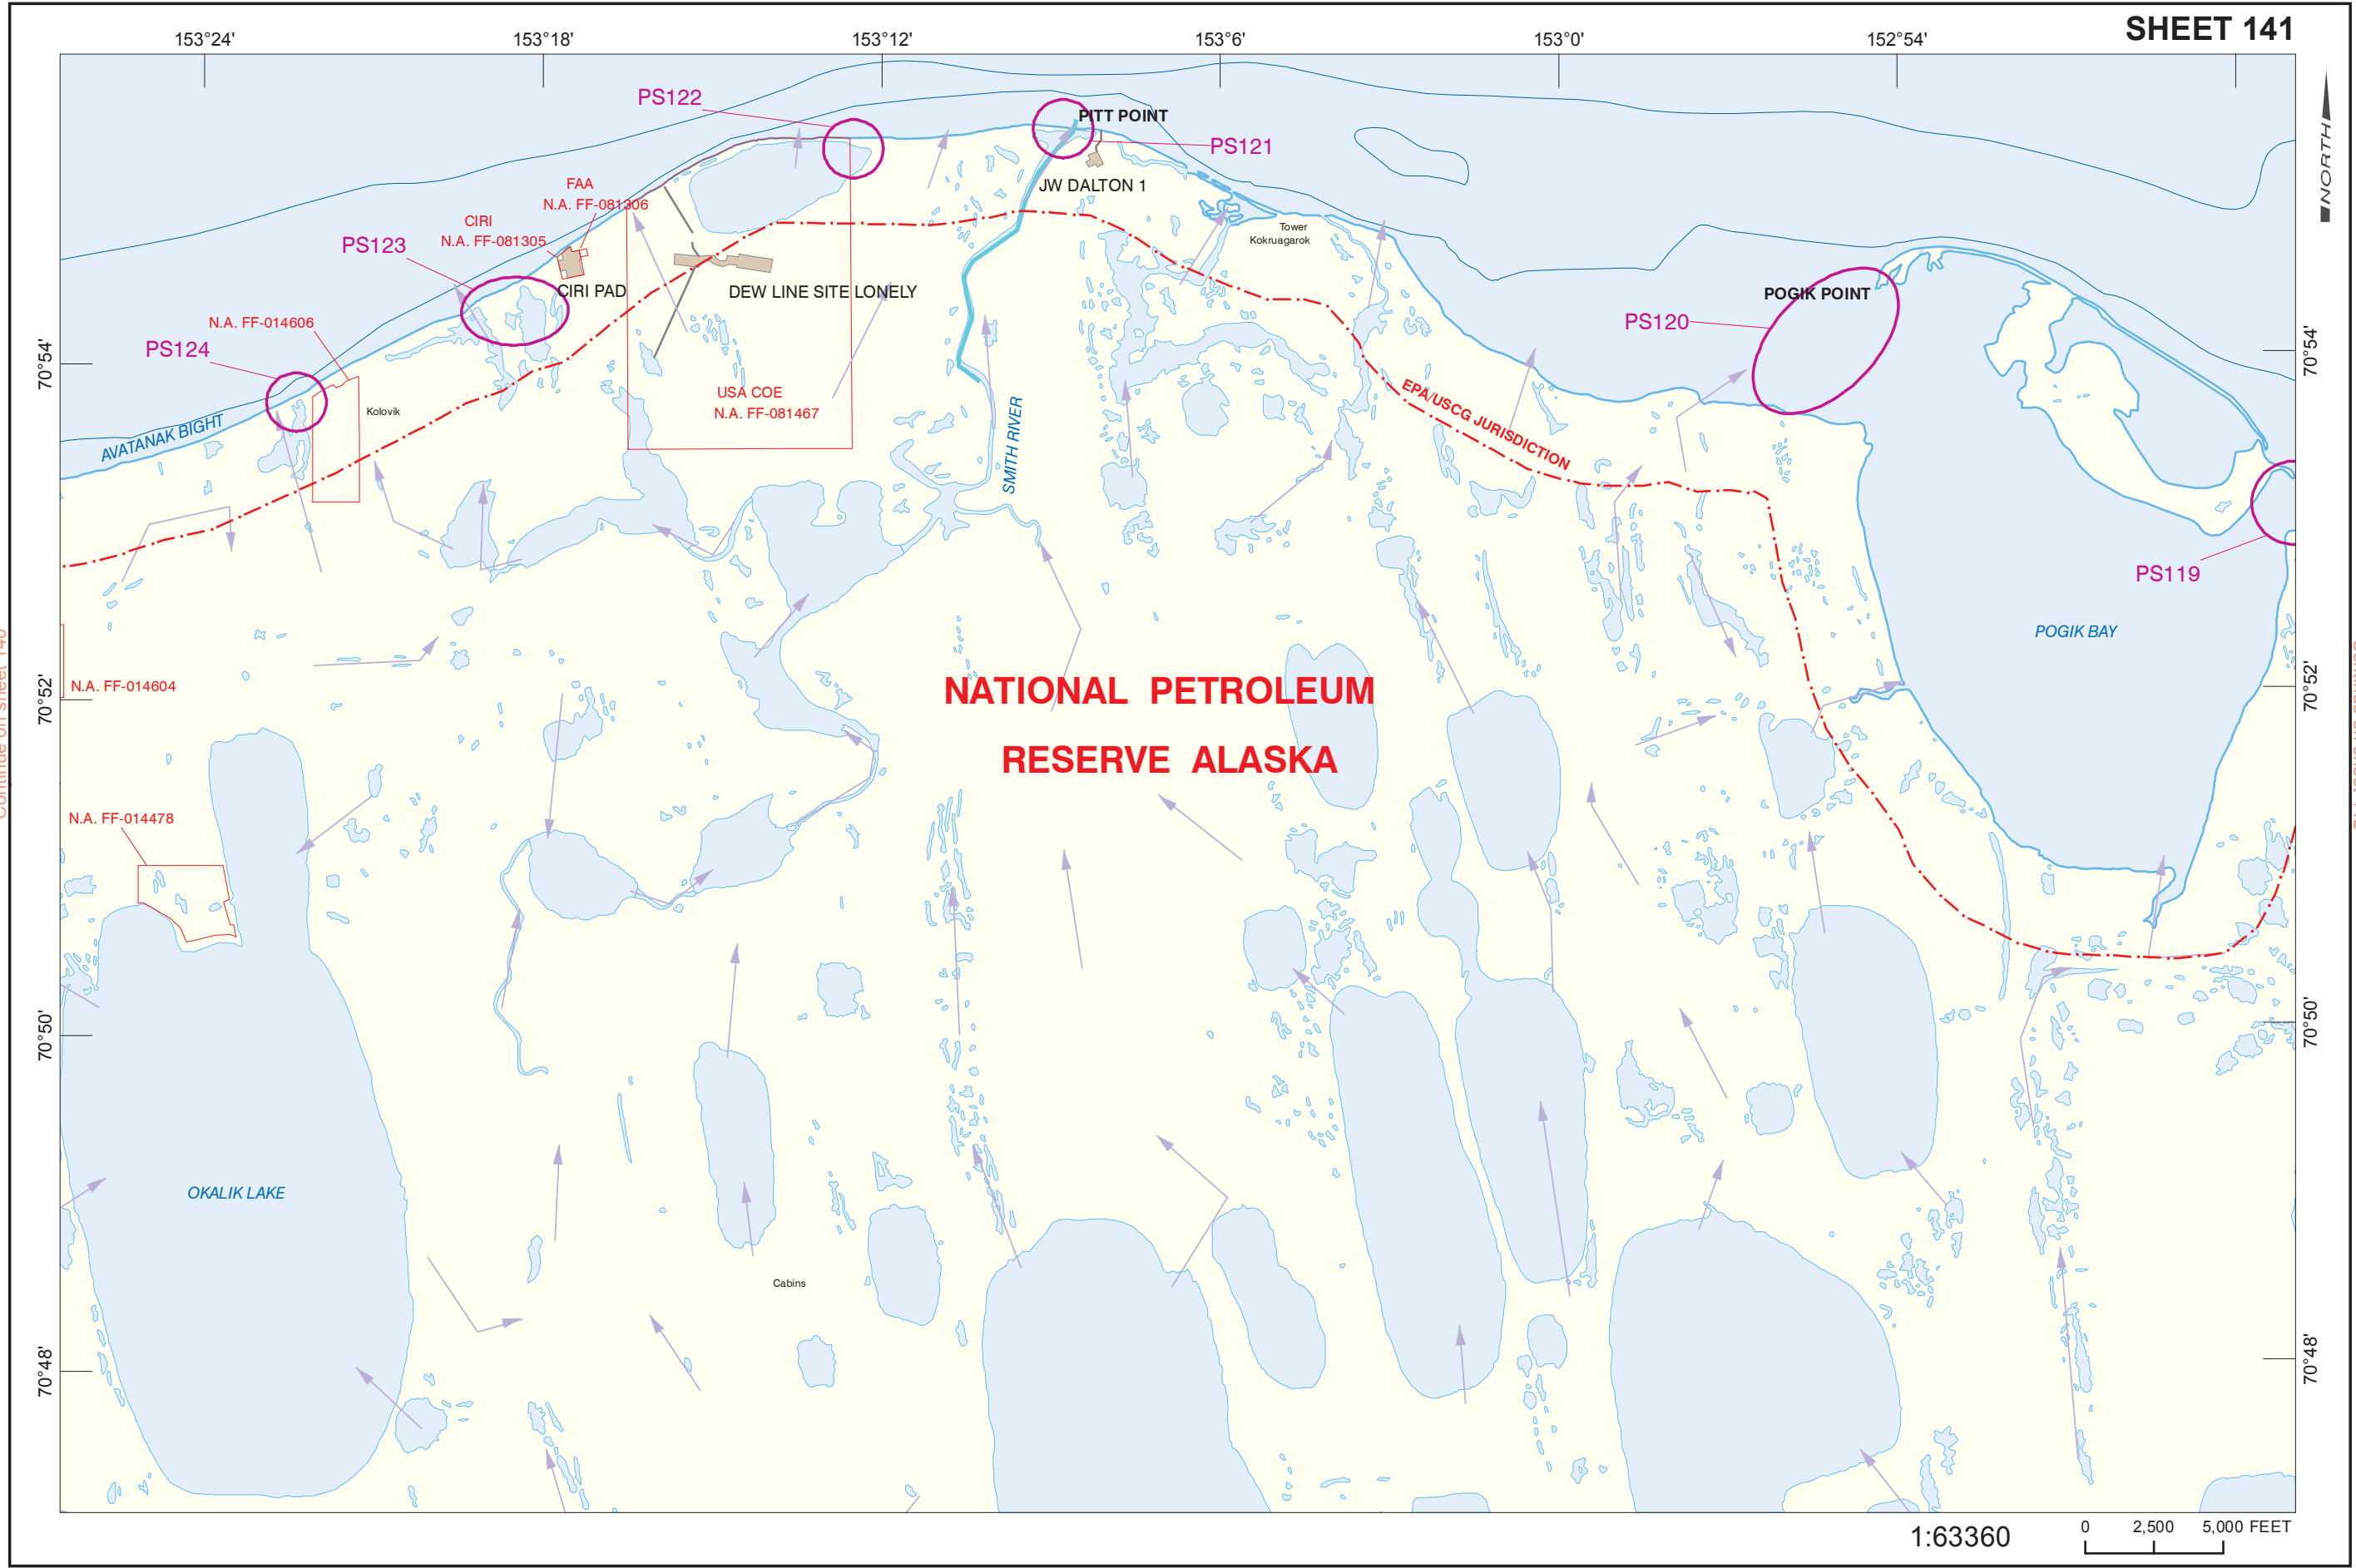 SHEET 141
153°24'
153°18'
153°12'
153°6'
153°0'
152°54'
NORTH
PS122
PITT POINT
PS121
FAA
N.A. FF-081306
JW DALTON 1
CIRI
N.A. FF-081305
PS123
Tower
Kokruagarok
CIRI PAD
DEW LINE SITE LONELY
POGIK POINT
PS120
N.A. FF-014606
PS124
70°54'
70°54'
USA COE
N.A. FF-081467
EPA/USCG JURISDICTION
Kolovik
AVATANAK BIGHT
SMITH RIVER
PS119
POGIK BAY
Continue on sheet 140
N.A. FF-014604
70°52'
70°52'
NATIONAL PETROLEUM
RESERVE ALASKA
N.A. FF-014478
70°50'
70°50'
OKALIK LAKE
Cabins
70°48'
70°48'
1:63360
0 2,500 5,000 FEET